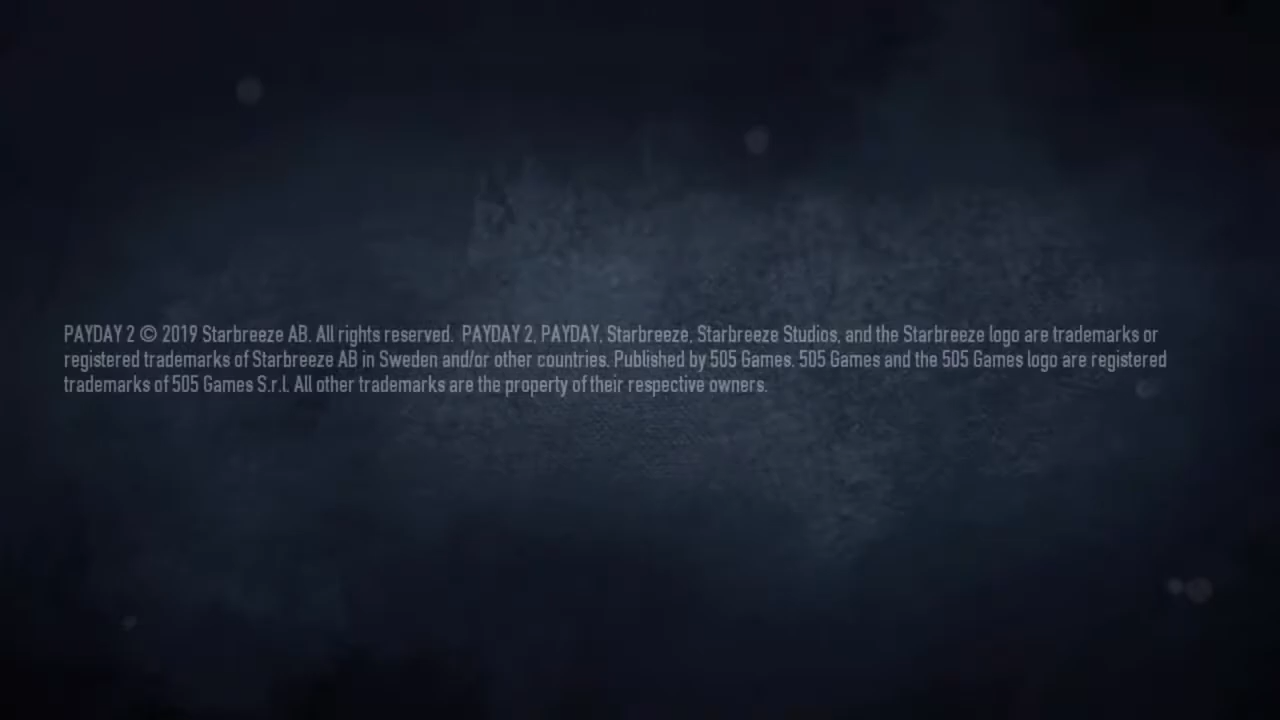 PAYDAY 2 © 2019 Starbreeze AB. All rights reserved.  PAYDAY 2, PAYDAY, Starbreeze, Starbreeze Studios, and the Starbreeze logo are trademarks or
registered trademarks of Starbreeze AB in Sweden and/or other countries. Published by 505 Games. 505 Games and the 505 Games logo are registered
trademarks of 505 Games S.r.l. All other trademarks are the property of their respective owners.